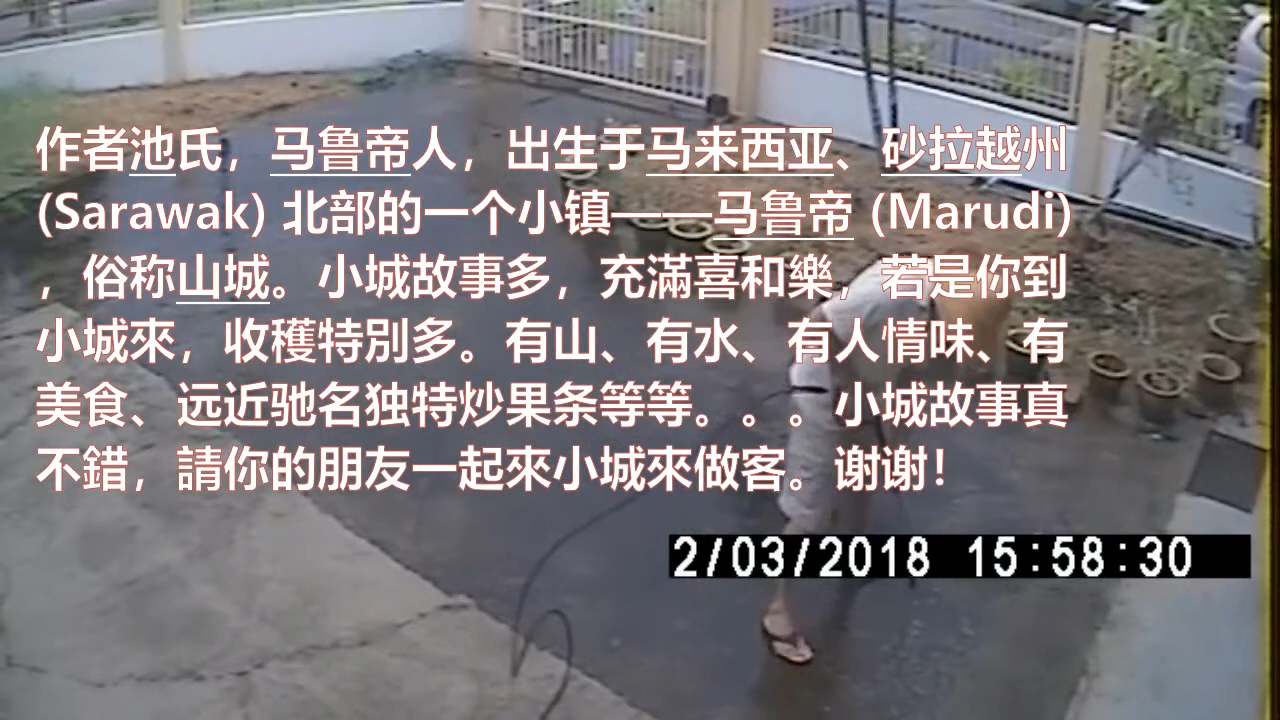 作者池氏，马鲁帝人，出生于马来西亚、砂拉越州
(Sarawak) 北部的一个小镇——马鲁帝 (Marudi)
，俗称山城。小城故事多，充滿喜和樂，若是你到
小城來，收穫特別多。有山、有水、有人情味、有
美食、远近驰名独特炒果条等等。。。小城故事真
不錯，請你的朋友一起來小城來做客。谢谢！
2/03/2018 15:58:30